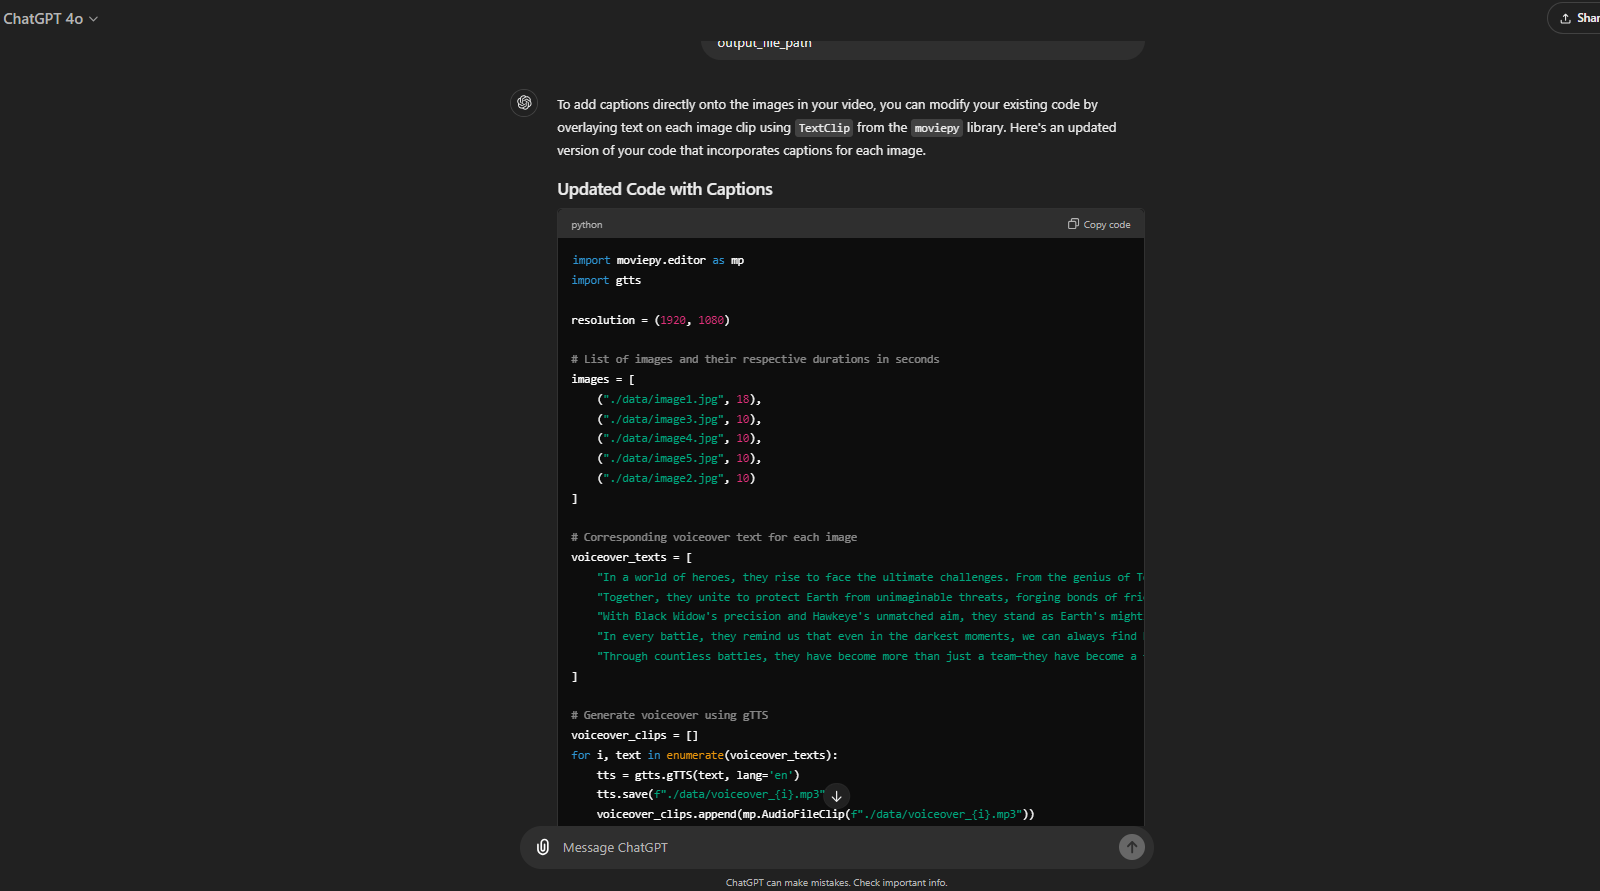 ChatGPT 4o
Shar
output_file_path
To add captions directly onto the images in your video, you can modify your existing code by
overlaying text on each image clip using TextClip from the moviepy library. Here's an updated
version of your code that incorporates captions for each image.
Updated Code with Captions
python
Copy code
import moviepy.editor as mp
import gtts
resolution = (1920, 1080)
# List of images and their respective durations in seconds
images = [
("./data/image1.jpg", 18),
("./data/image3.jpg", 10),
("./data/image4.jpg", 10),
("./data/image5.jpg", 10),
("./data/image2.jpg", 10)
]
# Corresponding voiceover text for each image
voiceover_texts = [
"In a world of heroes, they rise to face the ultimate challenges. From the genius of T
"Together, they unite to protect Earth from unimaginable threats, forging bonds of fri
"With Black Widow's precision and Hawkeye's unmatched aim, they stand as Earth's might
"In every battle, they remind us that even in the darkest moments, we can always find
"Through countless battles, they have become more than just a team—they have become a
]
# Generate voiceover using gTTS
voiceover_clips = []
for i, text in enumerate(voiceover_texts):
tts = gtts.gTTS(text, lang='en')
tts.save(f"./data/voiceover_{i}.mp3"
voiceover_clips.append(mp.AudioFileClip(f"./data/voiceover_{i}.mp3"))
Message ChatGPT
ChatGPT can make mistakes. Check important info.